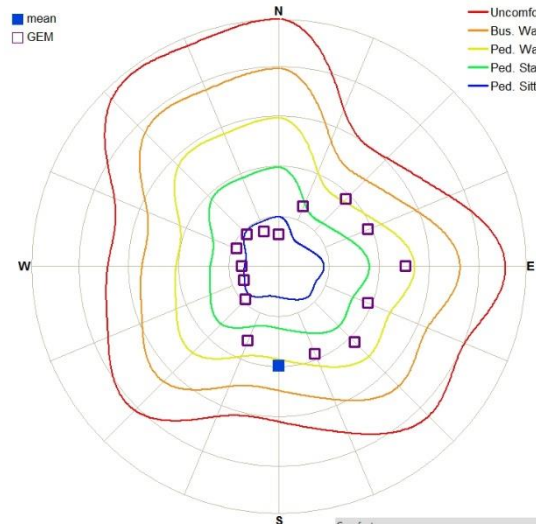 N
mean
GEM
Uncomfo
Bus. Wa
Ped. Wa
Ped. Sta
Ped. Sitt
W
E
S